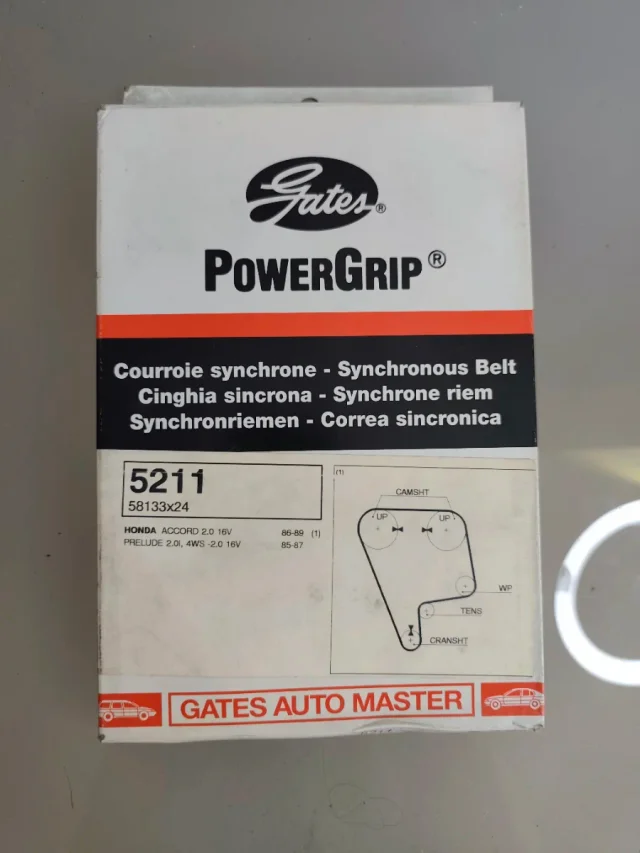 Gates®
POWERGRIP®
Courroie synchrone - Synchronous Belt
Cinghia sincrona - Synchrone riem
Synchronriemen - Correa sincronica
5211
58133x24
HONDA ACCORD 2.0 16V 86-89 (1)
PRELUDE 2.0I, 4WS -2.0 16V 85-87
(1)
CAMSHT
UP UP
WP
TENS
CRANSHT
GATES AUTO MASTER